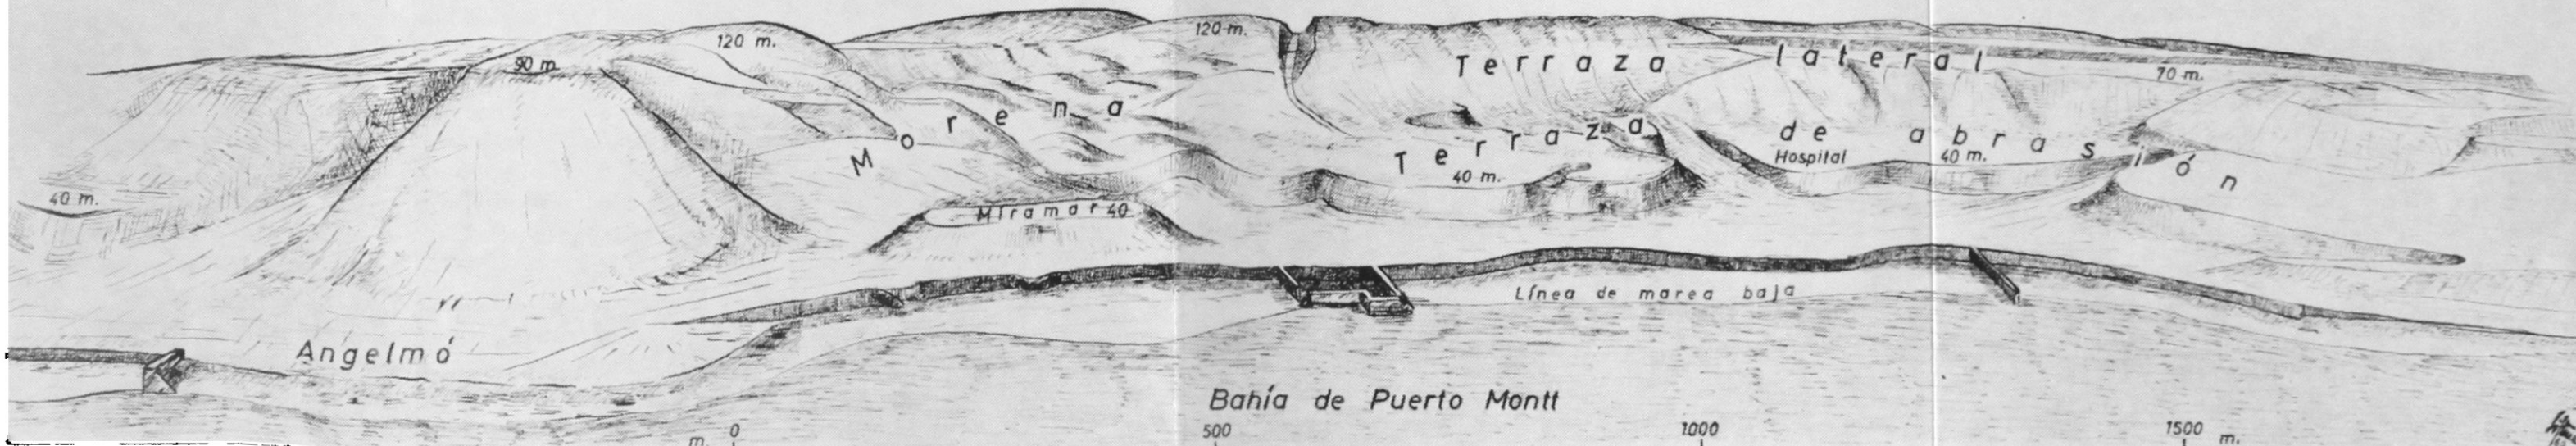 120 m.
120 m.
90 m.
Terraza lateral
70 m.
Morena
Terraza de abrasión
40 m.
Hospital
40 m.
40 m.
Miramar 40
Línea de marea baja
Angelmó
Bahía de Puerto Montt
m. 0 500 1000 1500 m.